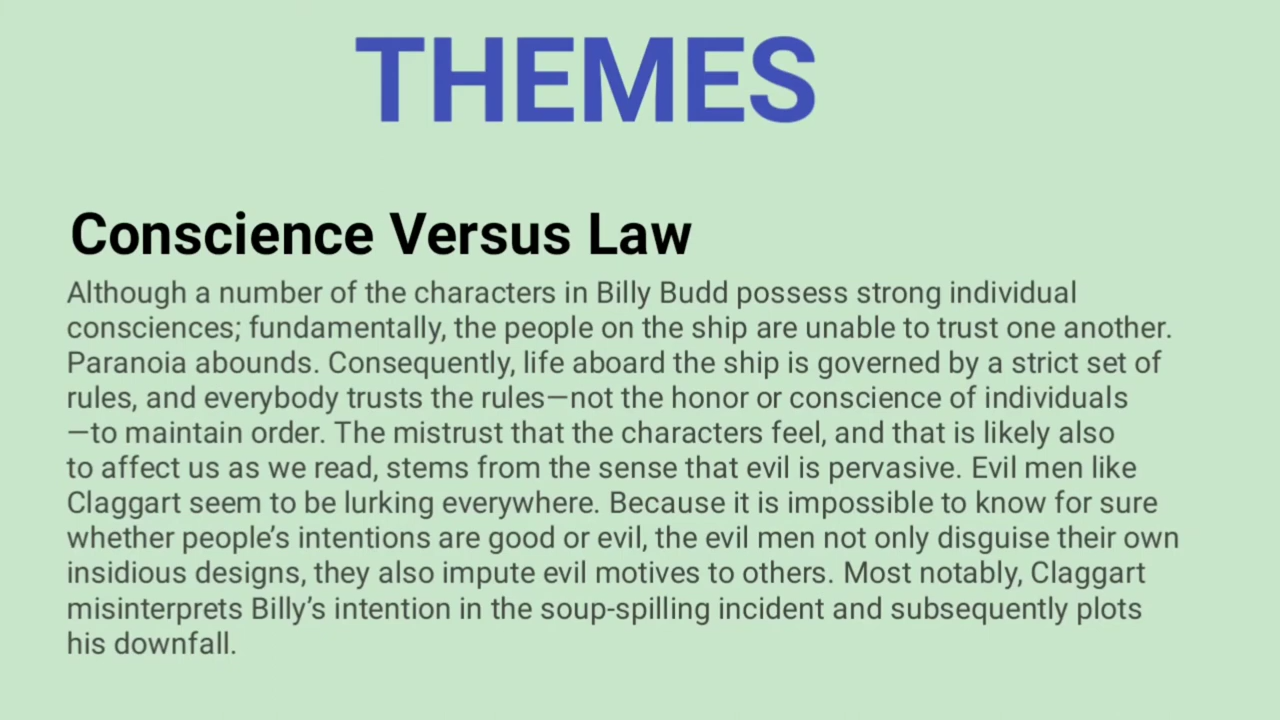 THEMES
Conscience Versus Law
Although a number of the characters in Billy Budd possess strong individual
consciences; fundamentally, the people on the ship are unable to trust one another.
Paranoia abounds. Consequently, life aboard the ship is governed by a strict set of
rules, and everybody trusts the rules—not the honor or conscience of individuals
—to maintain order. The mistrust that the characters feel, and that is likely also
to affect us as we read, stems from the sense that evil is pervasive. Evil men like
Claggart seem to be lurking everywhere. Because it is impossible to know for sure
whether people’s intentions are good or evil, the evil men not only disguise their own
insidious designs, they also impute evil motives to others. Most notably, Claggart
misinterprets Billy’s intention in the soup-spilling incident and subsequently plots
his downfall.